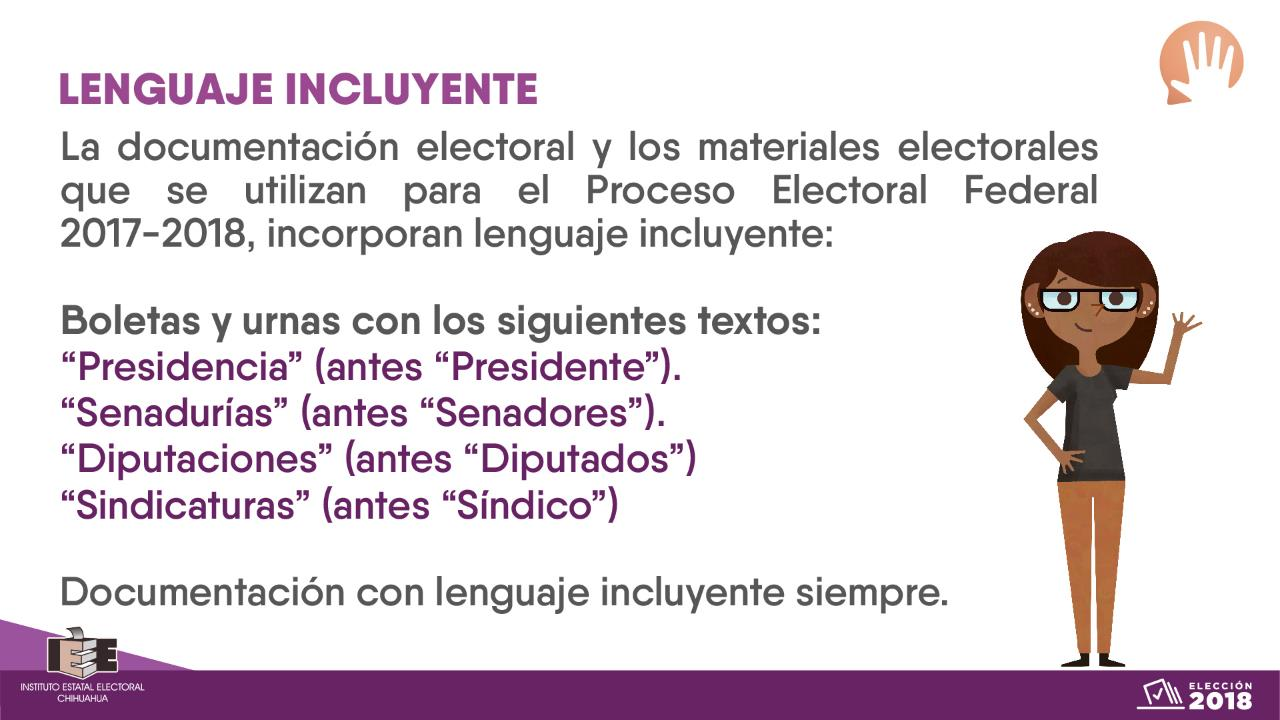 LENGUAJE INCLUYENTE
La documentación electoral y los materiales electorales
que se utilizan para el Proceso Electoral Federal
2017-2018, incorporan lenguaje incluyente:
Boletas y urnas con los siguientes textos:
“Presidencia” (antes “Presidente”).
“Senadurías” (antes “Senadores”).
“Diputaciones” (antes “Diputados”)
“Sindicaturas” (antes “Síndico”)
Documentación con lenguaje incluyente siempre.
IEE
INSTITUTO ESTATAL ELECTORAL
CHIHUAHUA
ELECCIÓN
2018